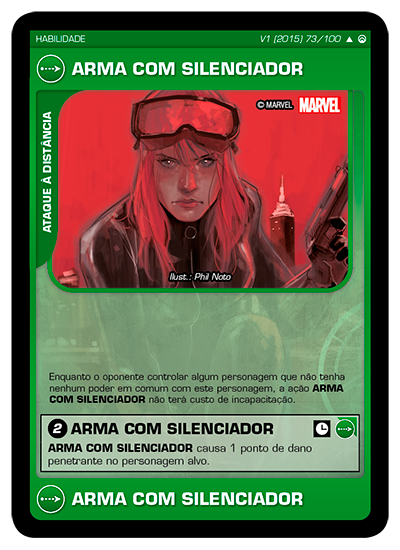 HABILIDADE
V1 (2015) 73/100
ARMA COM SILENCIADOR
ATAQUE À DISTÂNCIA
© MARVEL MARVEL
Ilust.: Phil Noto
Enquanto o oponente controlar algum personagem que não tenha
nenhum poder em comum com este personagem, a ação ARMA
COM SILENCIADOR não terá custo de incapacitação.
2 ARMA COM SILENCIADOR
ARMA COM SILENCIADOR causa 1 ponto de dano
penetrante no personagem alvo.
ARMA COM SILENCIADOR